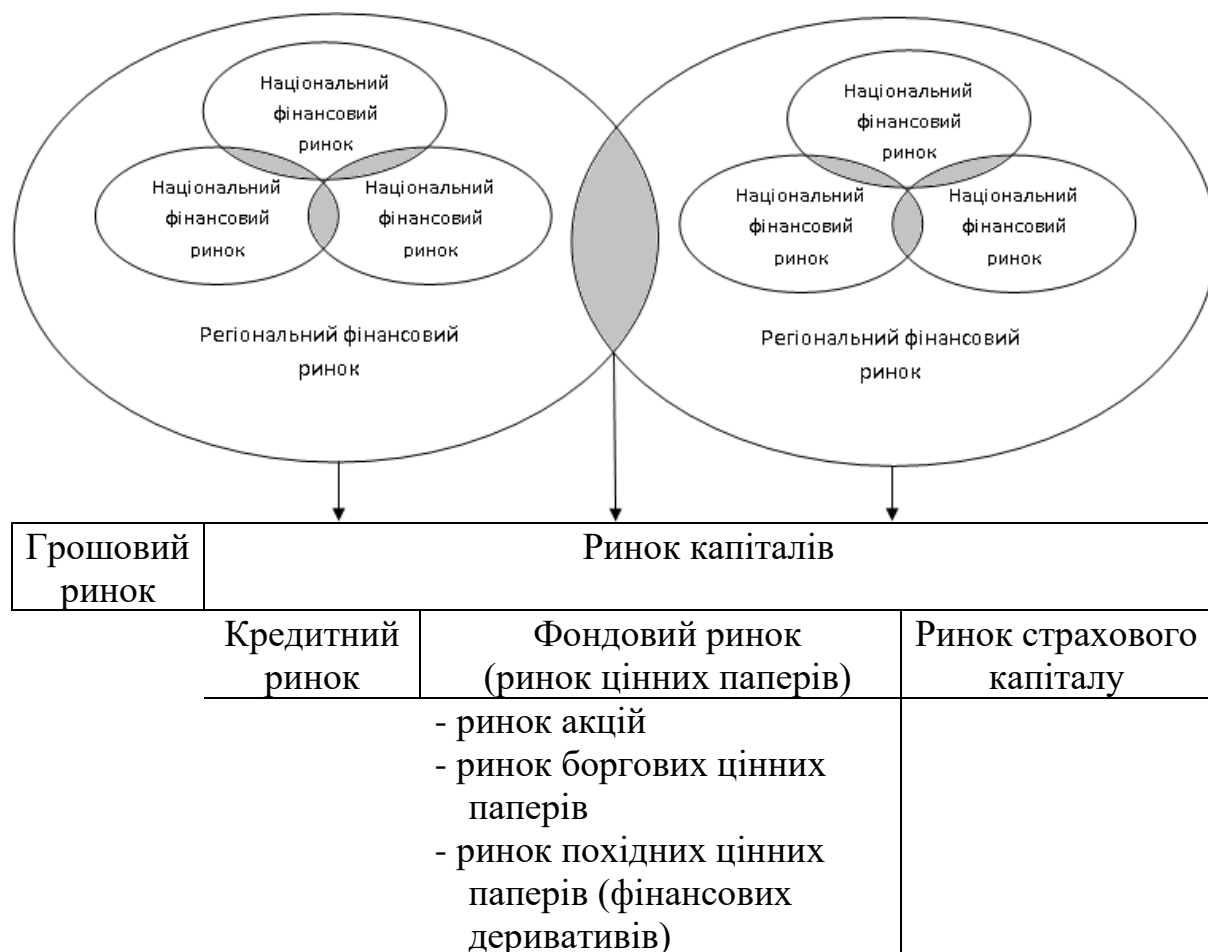 Національний
фінансовий
ринок
Національний
фінансовий
ринок
Національний
фінансовий
ринок
Регіональний фінансовий
ринок
Національний
фінансовий
ринок
Національний
фінансовий
ринок
Національний
фінансовий
ринок
Регіональний фінансовий
ринок
Грошовий
ринок
Ринок капіталів
Кредитний
ринок
Фондовий ринок
(ринок цінних паперів)
Ринок страхового
капіталу
- ринок акцій
- ринок боргових цінних
паперів
- ринок похідних цінних
паперів (фінансових
деривативів)